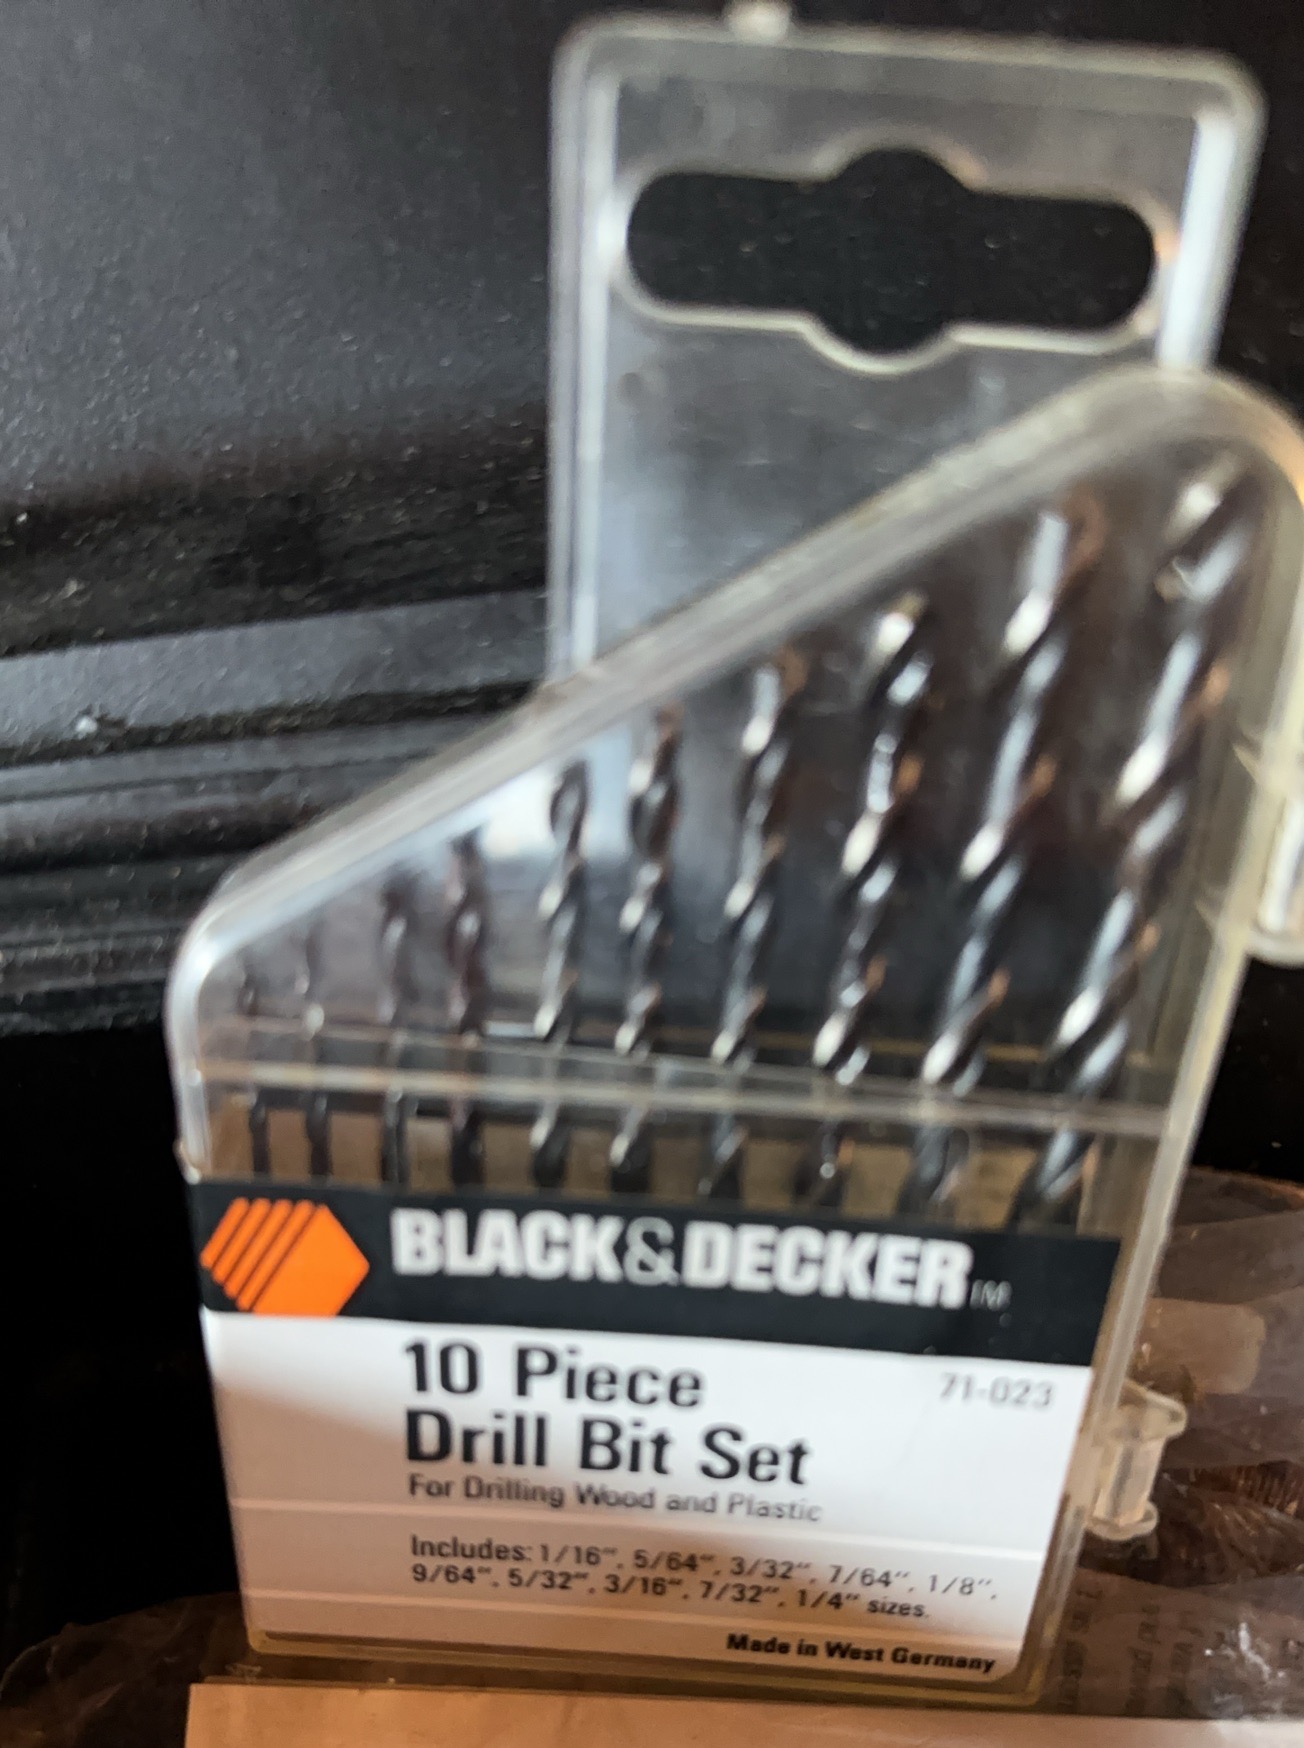 BLACK&DECKER TM
10 Piece
71-023
Drill Bit Set
For Drilling Wood and Plastic
Includes: 1/16", 5/64", 3/32", 7/64", 1/8",
9/64", 5/32", 3/16", 7/32", 1/4" sizes.
Made in West Germany